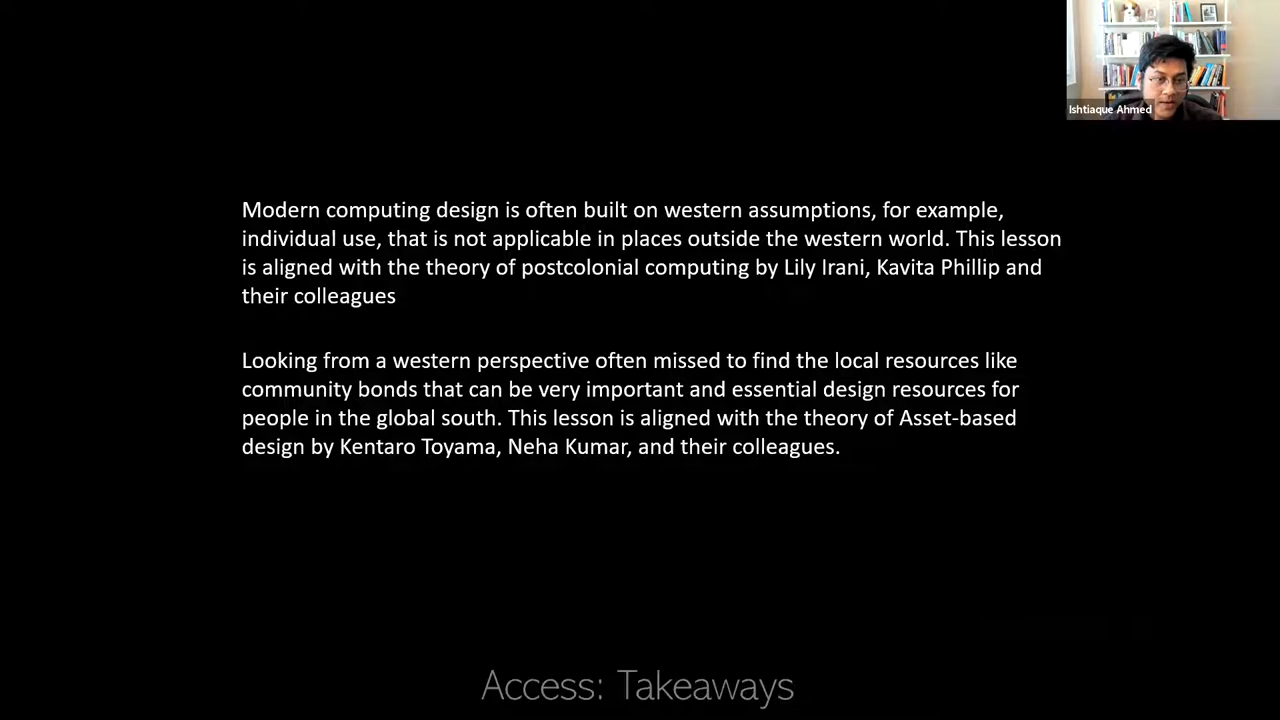 Ishtiaque Ahmed
Modern computing design is often built on western assumptions, for example,
individual use, that is not applicable in places outside the western world. This lesson
is aligned with the theory of postcolonial computing by Lily Irani, Kavita Phillip and
their colleagues
Looking from a western perspective often missed to find the local resources like
community bonds that can be very important and essential design resources for
people in the global south. This lesson is aligned with the theory of Asset-based
design by Kentaro Toyama, Neha Kumar, and their colleagues.
Access: Takeaways